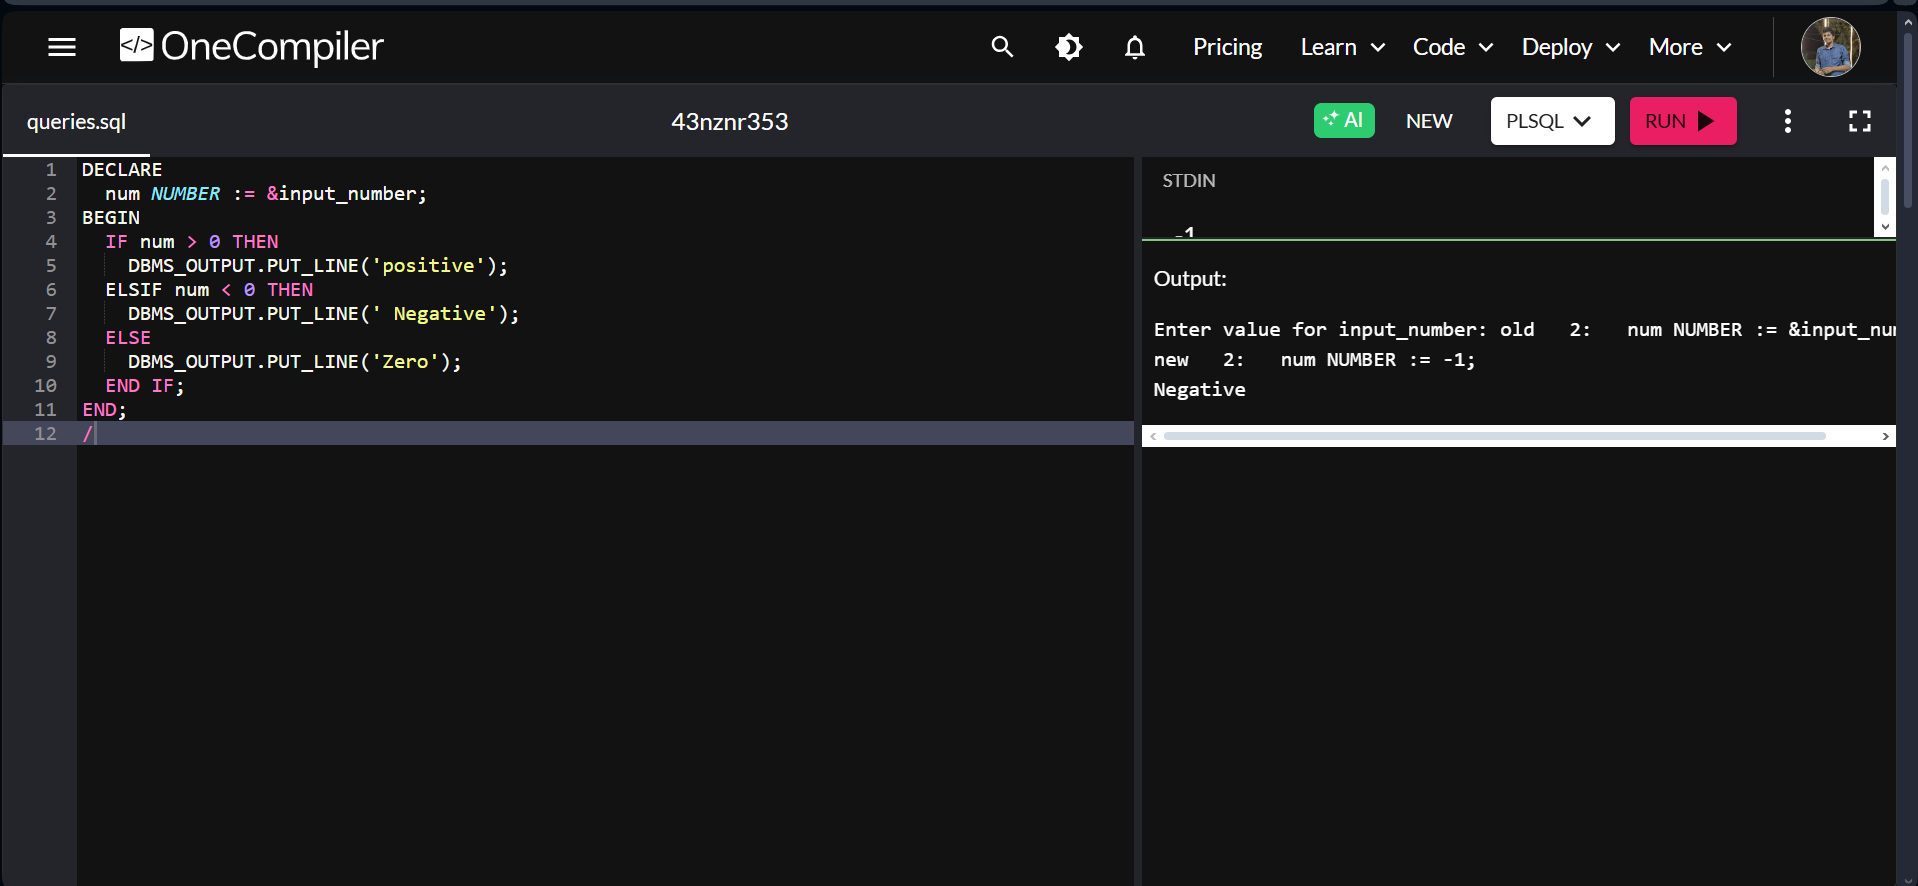 </> OneCompiler
Pricing Learn Code Deploy More
queries.sql 43nznr353 AI NEW PLSQL RUN
1 DECLARE
2   num NUMBER := &input_number;
3 BEGIN
4   IF num > 0 THEN
5     DBMS_OUTPUT.PUT_LINE('positive');
6   ELSIF num < 0 THEN
7     DBMS_OUTPUT.PUT_LINE(' Negative');
8   ELSE
9     DBMS_OUTPUT.PUT_LINE('Zero');
10   END IF;
11 END;
12 /
STDIN
-1
Output:
Enter value for input_number: old   2:   num NUMBER := &input_nu
new   2:   num NUMBER := -1;
Negative